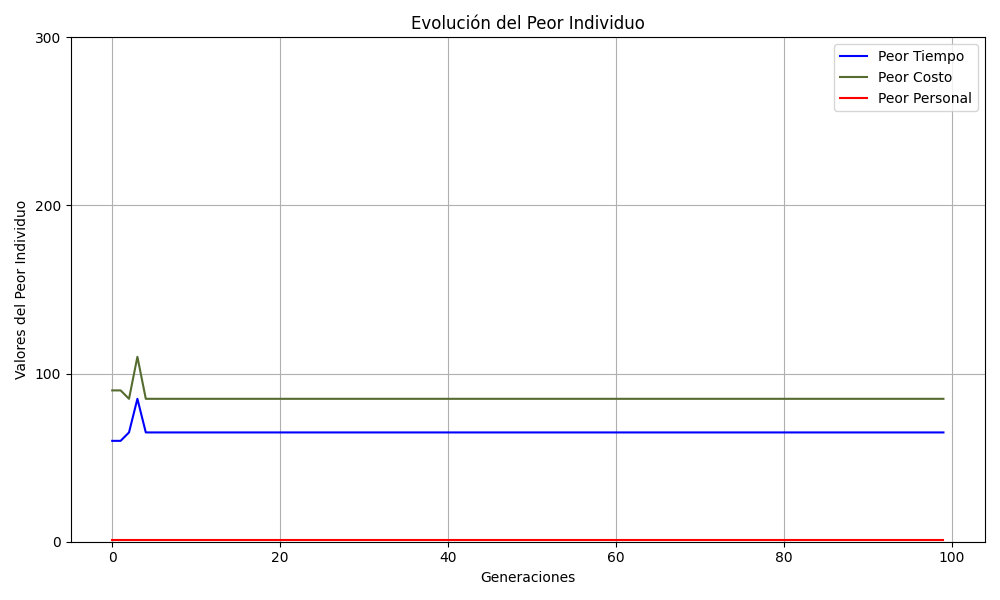 Evolución del Peor Individuo
Peor Tiempo
Peor Costo
Peor Personal
Valores del Peor Individuo
300
200
100
0
0 20 40 60 80 100
Generaciones